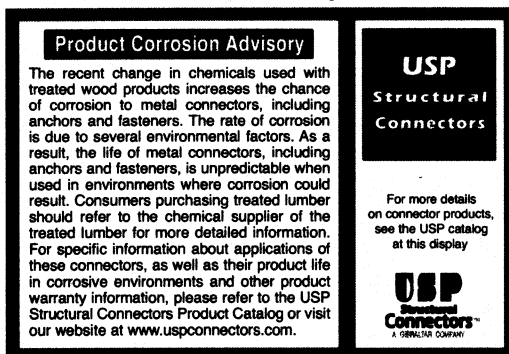 Product Corrosion Advisory
The recent change in chemicals used with
treated wood products increases the chance
of corrosion to metal connectors, including
anchors and fasteners. The rate of corrosion
is due to several environmental factors. As a
result, the life of metal connectors, including
anchors and fasteners, is unpredictable when
used in environments where corrosion could
result. Consumers purchasing treated lumber
should refer to the chemical supplier of the
treated lumber for more detailed information.
For specific information about applications of
these connectors, as well as their product life
in corrosive environments and other product
warranty information, please refer to the USP
Structural Connectors Product Catalog or visit
our website at www.uspconnectors.com.
USP
Structural
Connectors
For more details
on connector products,
see the USP catalog
at this display
USP
Structural
Connectors™
A GIBRALTAR COMPANY